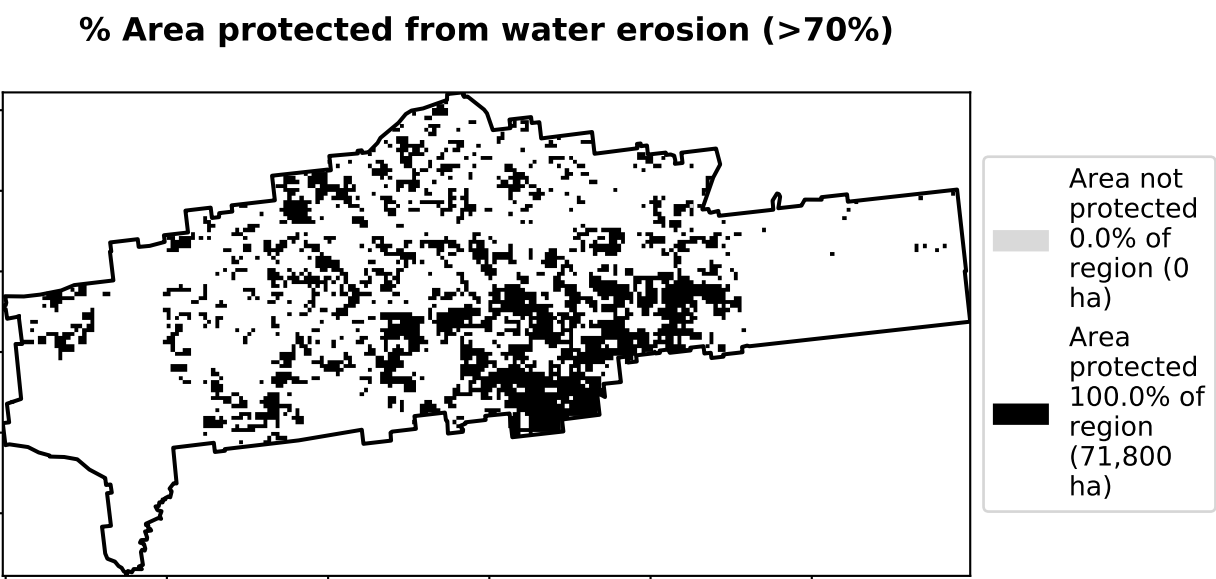 % Area protected from water erosion (>70%)
Area not
protected
0.0% of
region (0
ha)
Area
protected
100.0% of
region
(71,800
ha)